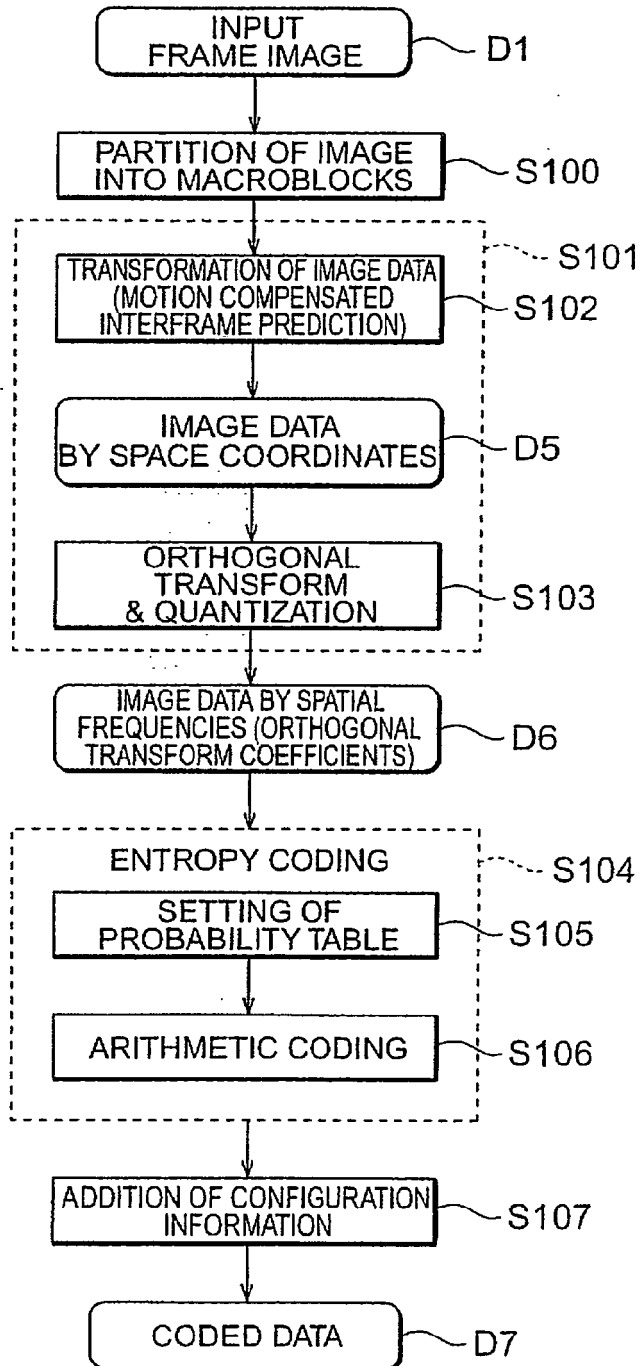 INPUT
FRAME IMAGE
D1
PARTITION OF IMAGE
INTO MACROBLOCKS
S100
S101
TRANSFORMATION OF IMAGE DATA
(MOTION COMPENSATED
INTERFRAME PREDICTION)
S102
IMAGE DATA
BY SPACE COORDINATES
D5
ORTHOGONAL
TRANSFORM
& QUANTIZATION
S103
IMAGE DATA BY SPATIAL
FREQUENCIES (ORTHOGONAL
TRANSFORM COEFFICIENTS)
D6
ENTROPY CODING
S104
SETTING OF
PROBABILITY TABLE
S105
ARITHMETIC CODING
S106
ADDITION OF CONFIGURATION
INFORMATION
S107
CODED DATA
D7